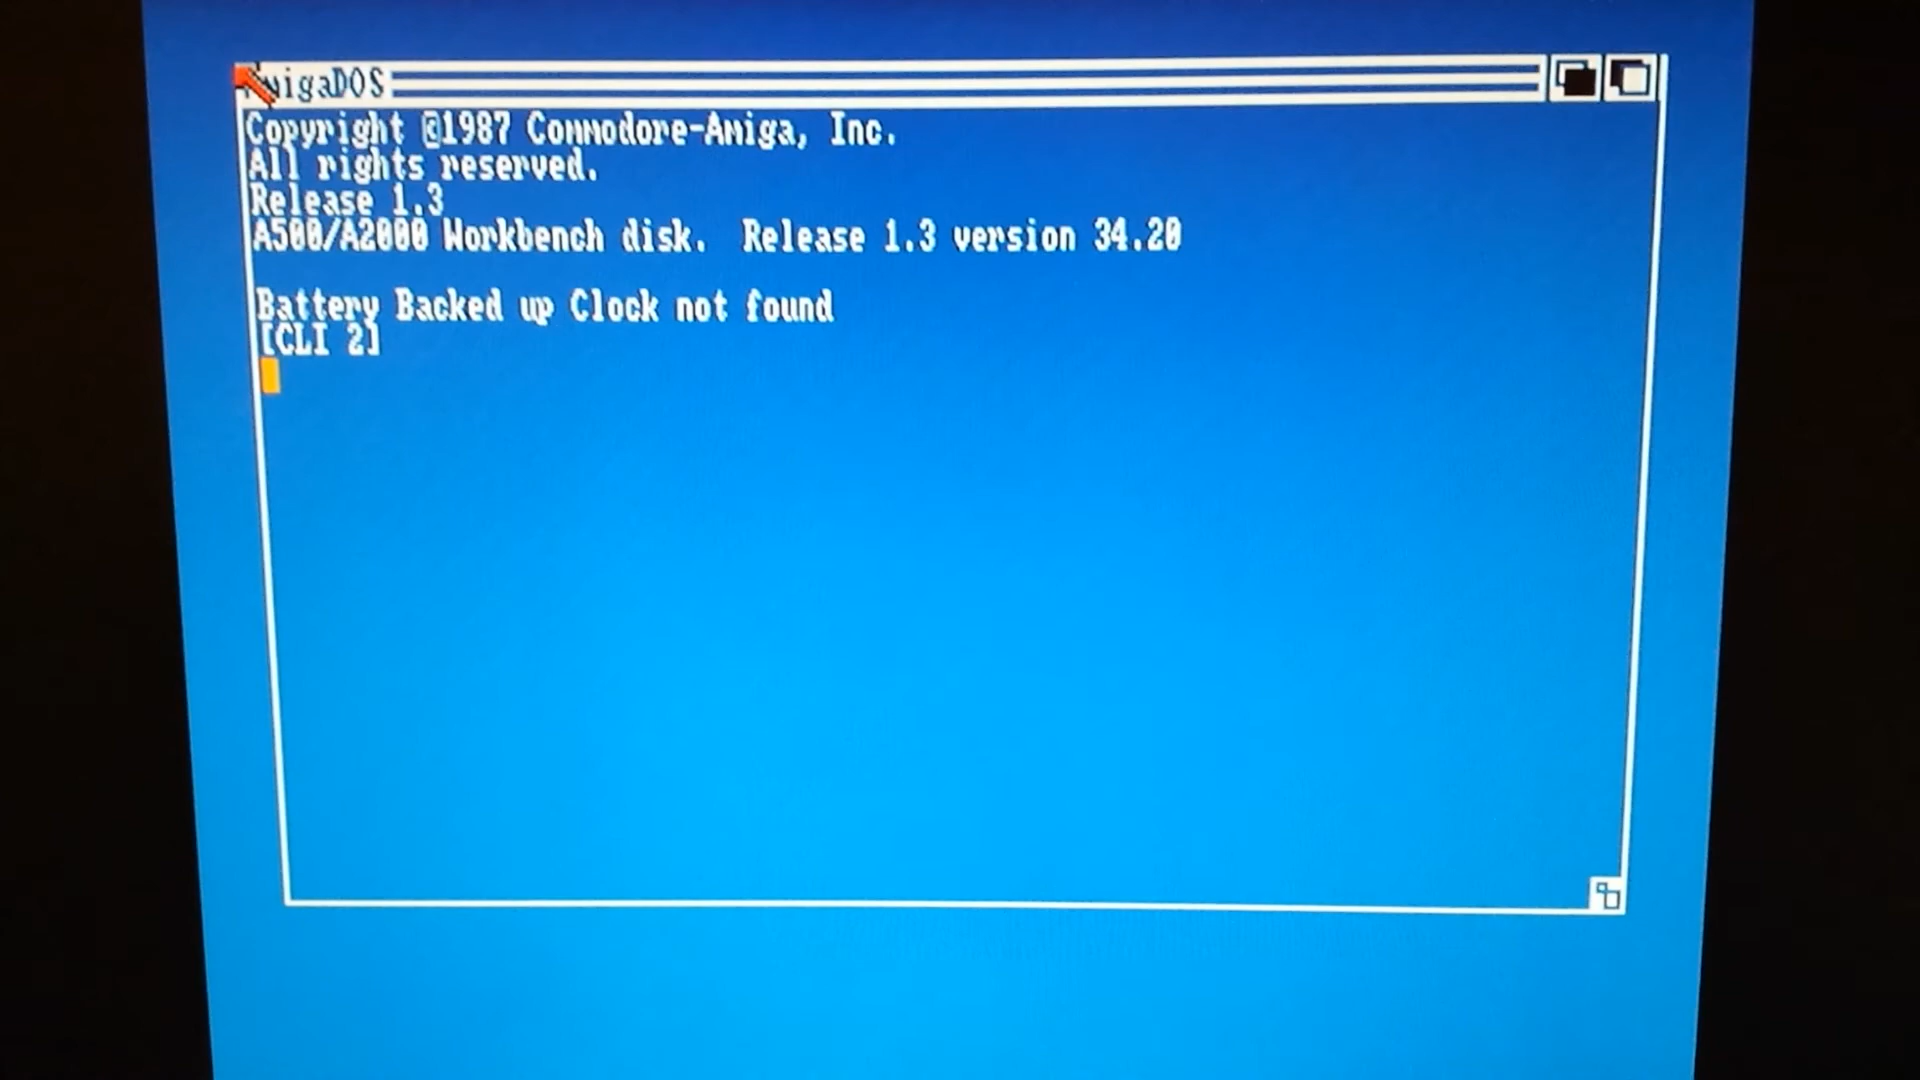 AmigaDOS
Copyright ©1987 Commodore-Amiga, Inc.
All rights reserved.
Release 1.3
A500/A2000 Workbench disk.  Release 1.3 version 34.20
Battery Backed up Clock not found
[CLI 2]